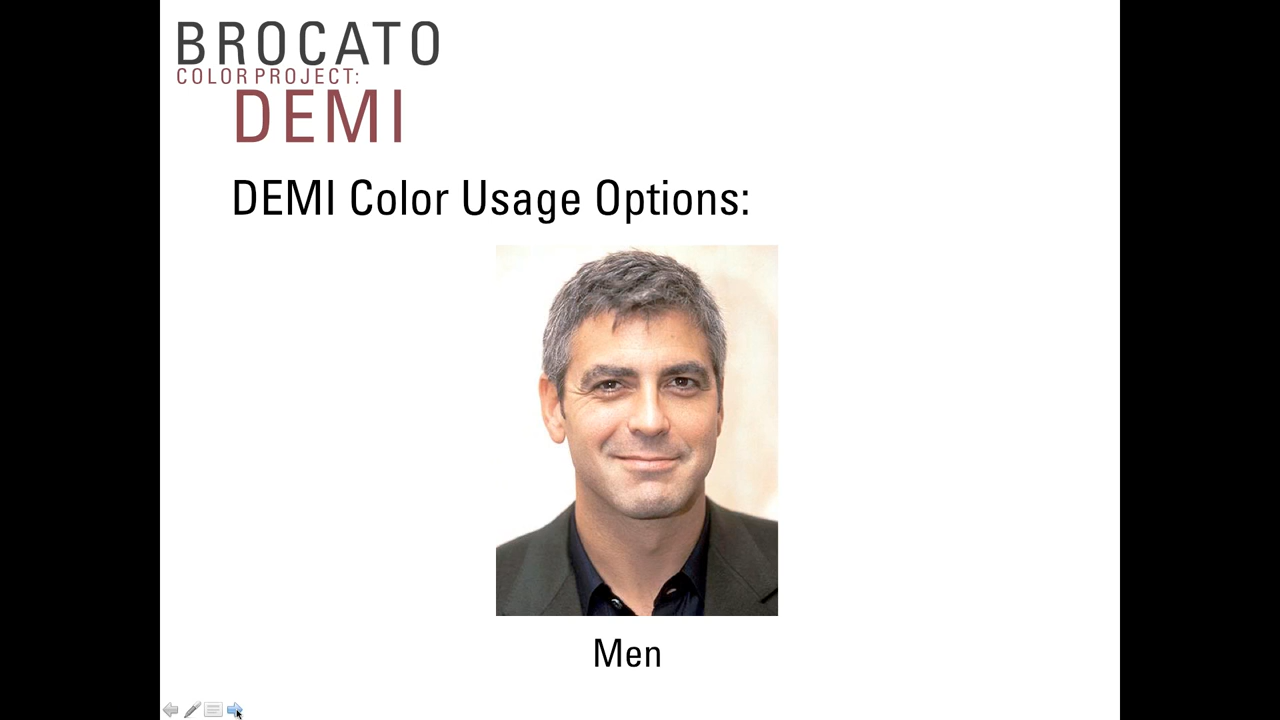 BROCATO
COLOR PROJECT:
DEMI
DEMI Color Usage Options:
Men